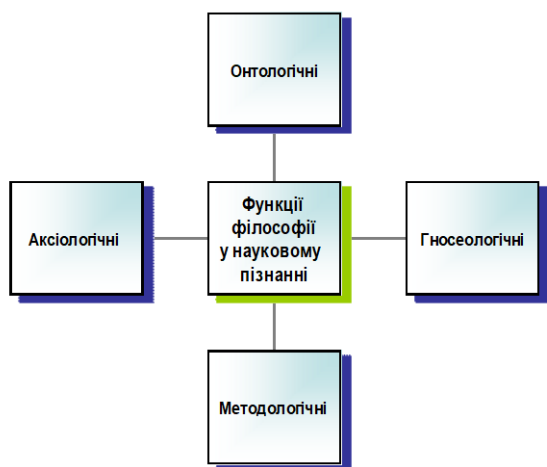 Онтологічні
Аксіологічні
Функції
філософії
у науковому
пізнанні
Гносеологічні
Методологічні